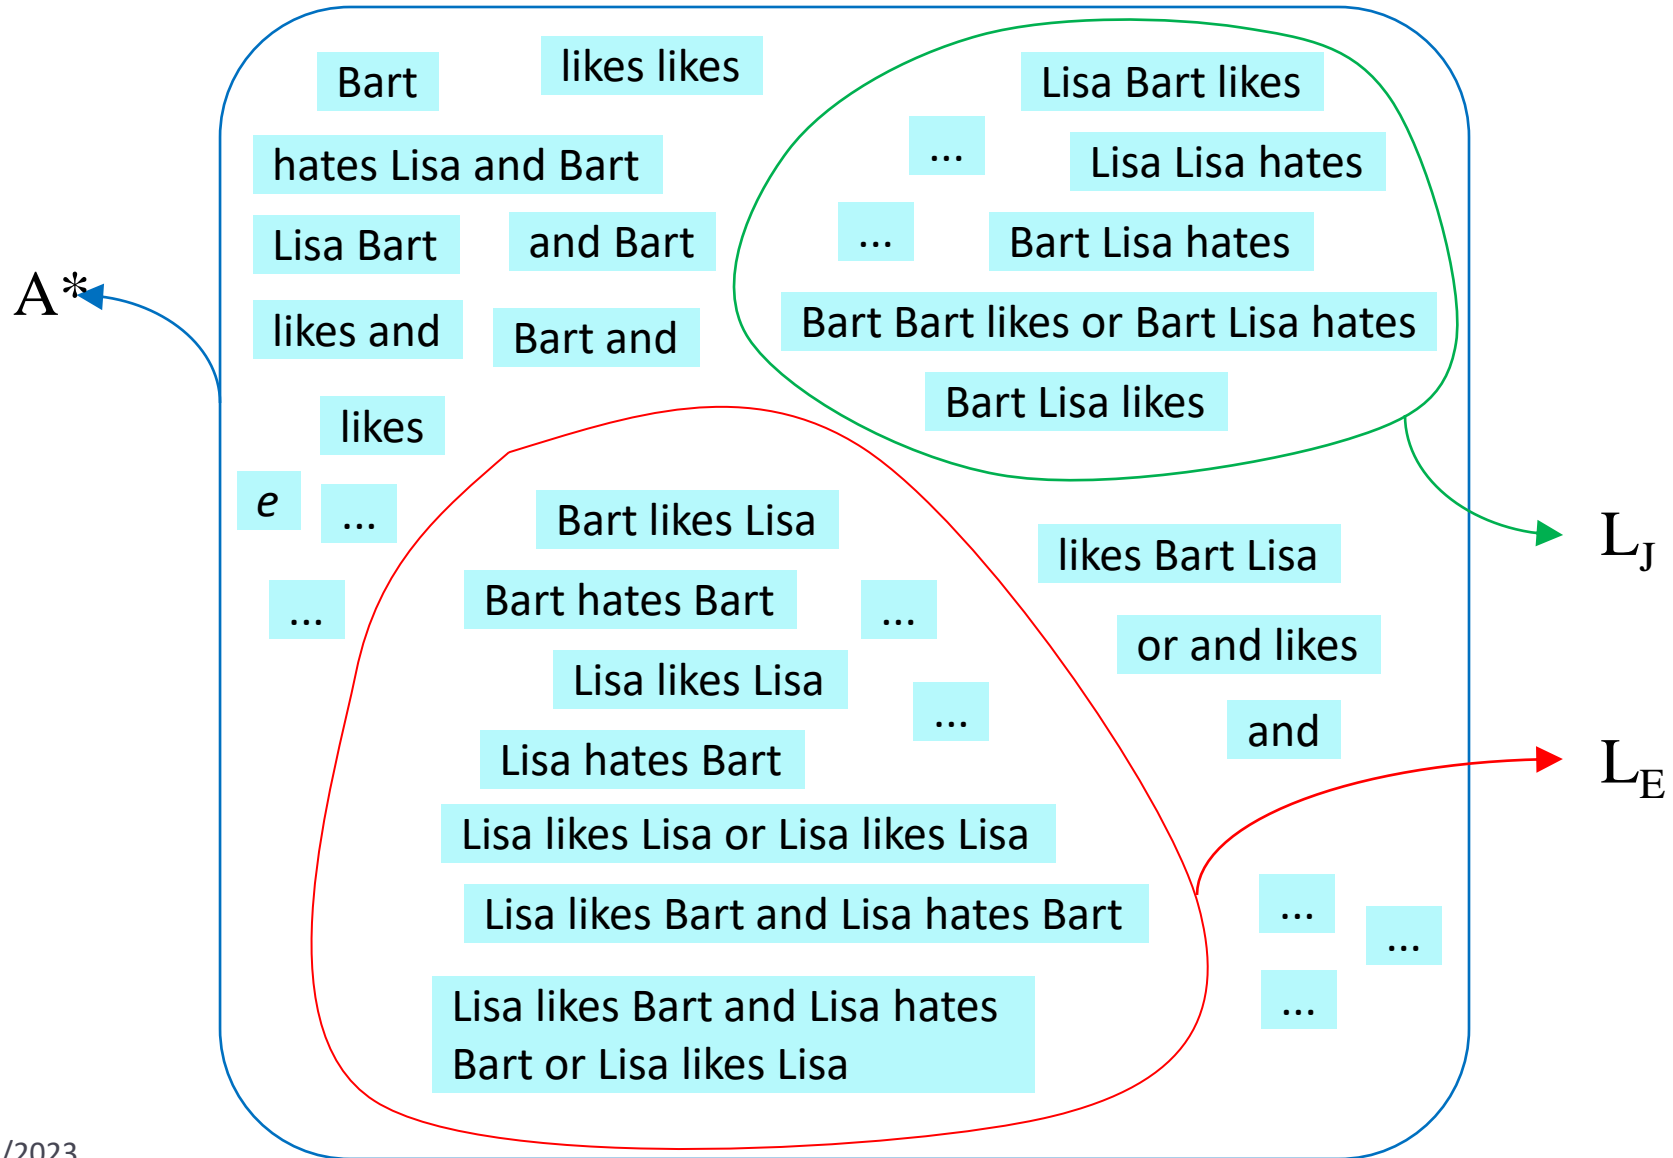 Bart
likes likes
Lisa Bart likes
...
hates Lisa and Bart
Lisa Lisa hates
Lisa Bart
and Bart
...
Bart Lisa hates
A*
likes and
Bart and
Bart Bart likes or Bart Lisa hates
likes
Bart Lisa likes
e
...
Bart likes Lisa
likes Bart Lisa
L_J
...
Bart hates Bart
...
or and likes
Lisa likes Lisa
...
and
Lisa hates Bart
L_E
Lisa likes Lisa or Lisa likes Lisa
Lisa likes Bart and Lisa hates Bart
...
...
...
Lisa likes Bart and Lisa hates
Bart or Lisa likes Lisa
/2023